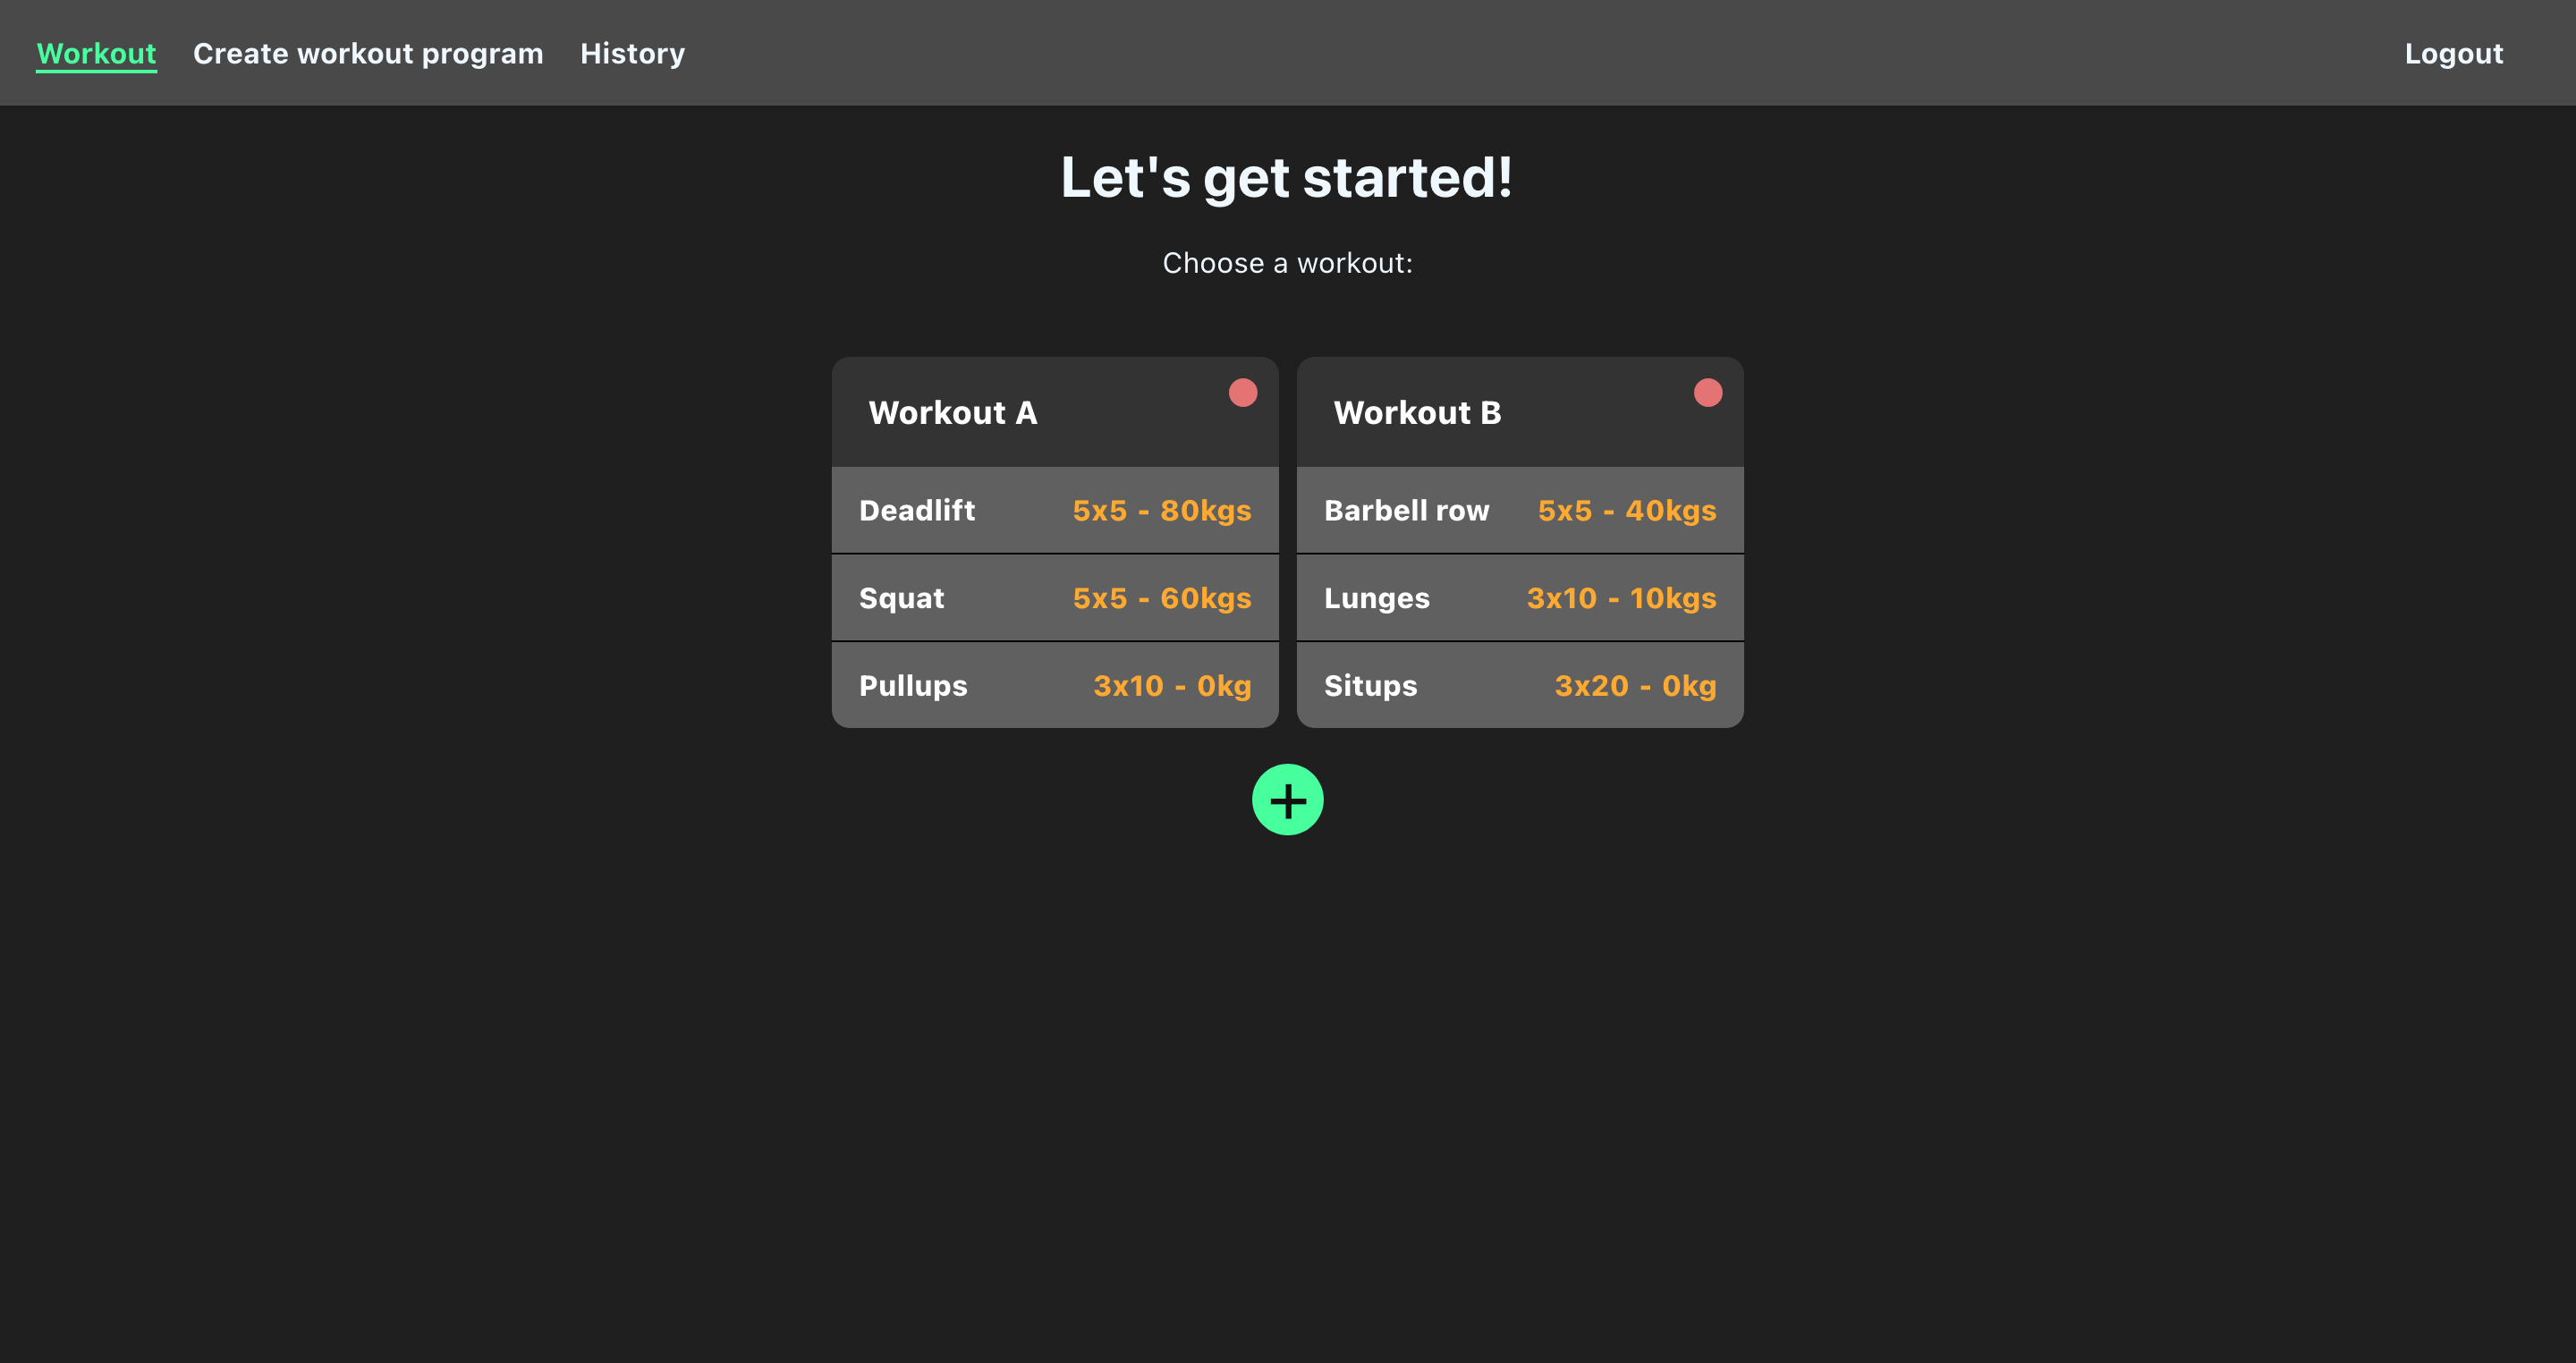 Workout Create workout program History Logout
Let's get started!
Choose a workout:
Workout A
Deadlift 5x5 - 80kgs
Squat 5x5 - 60kgs
Pullups 3x10 - 0kg
Workout B
Barbell row 5x5 - 40kgs
Lunges 3x10 - 10kgs
Situps 3x20 - 0kg
+